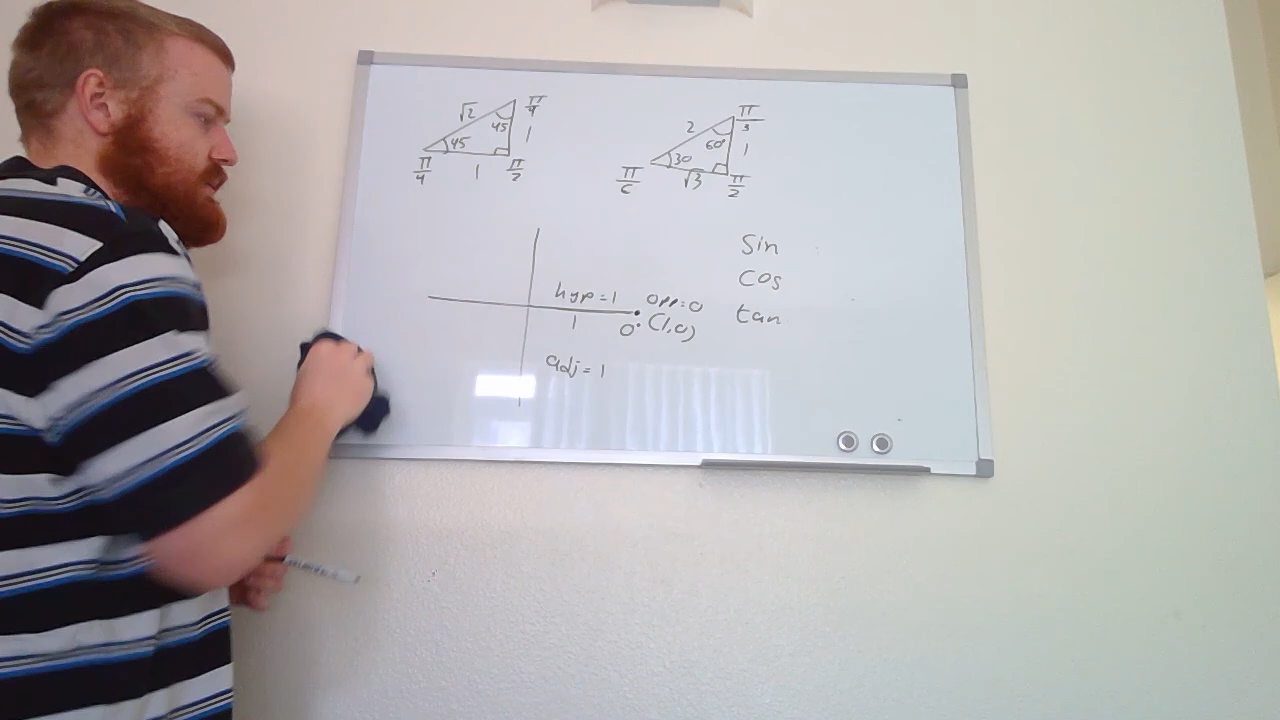 √2 π/4
45
45 1
π/4 1 π/2
2 π/3
60°
30 1
π/6 √3 π/2
Sin
Cos
tan
hyp=1 opp=0
1 0° (1,0)
adj=1